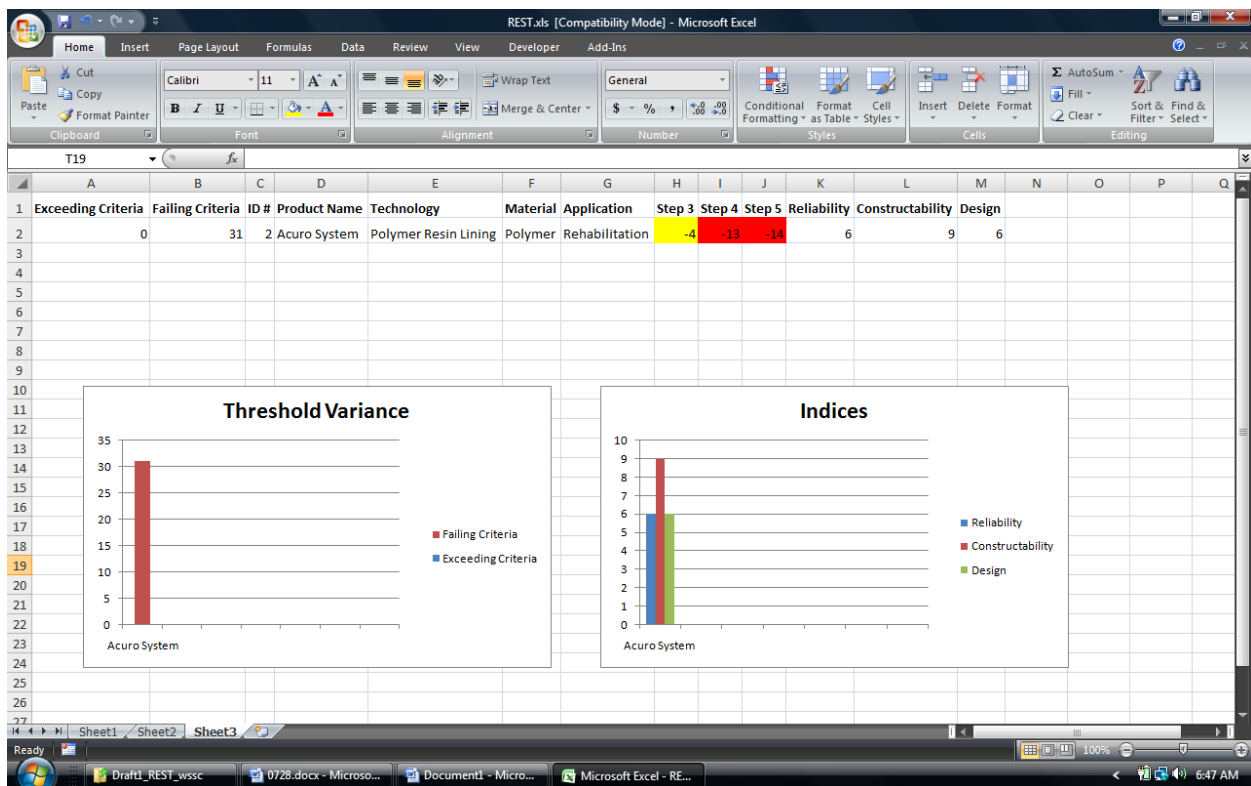 REST.xls [Compatibility Mode] - Microsoft Excel
Home Insert Page Layout Formulas Data Review View Developer Add-Ins
Paste
Cut
Copy
Format Painter
Clipboard
Calibri 11
B I U
Font
Wrap Text
Merge & Center
Alignment
General
$ % ,
Number
Conditional Formatting
Format as Table
Cell Styles
Styles
Insert Delete Format
Cells
Σ AutoSum
Fill
Clear
Sort & Filter
Find & Select
Editing
T19 fx
A B C D E F G H I J K L M N O P Q
1 Exceeding Criteria Failing Criteria ID # Product Name Technology Material Application Step 3 Step 4 Step 5 Reliability Constructability Design
2 0 31 2 Acuro System Polymer Resin Lining Polymer Rehabilitation -4 -13 -14 6 9 6
3
4
5
6
7
8
9
10
11
12
13
14
15
16
17
18
19
20
21
22
23
24
25
26
27
Threshold Variance
35
30
25
20
15
10
5
0
Acuro System
Failing Criteria
Exceeding Criteria
Indices
10
9
8
7
6
5
4
3
2
1
0
Acuro System
Reliability
Constructability
Design
Sheet1 Sheet2 Sheet3
Ready 100%
Draft1_REST_wssc 0728.docx - Microso... Document1 - Micro... Microsoft Excel - RE... 6:47 AM